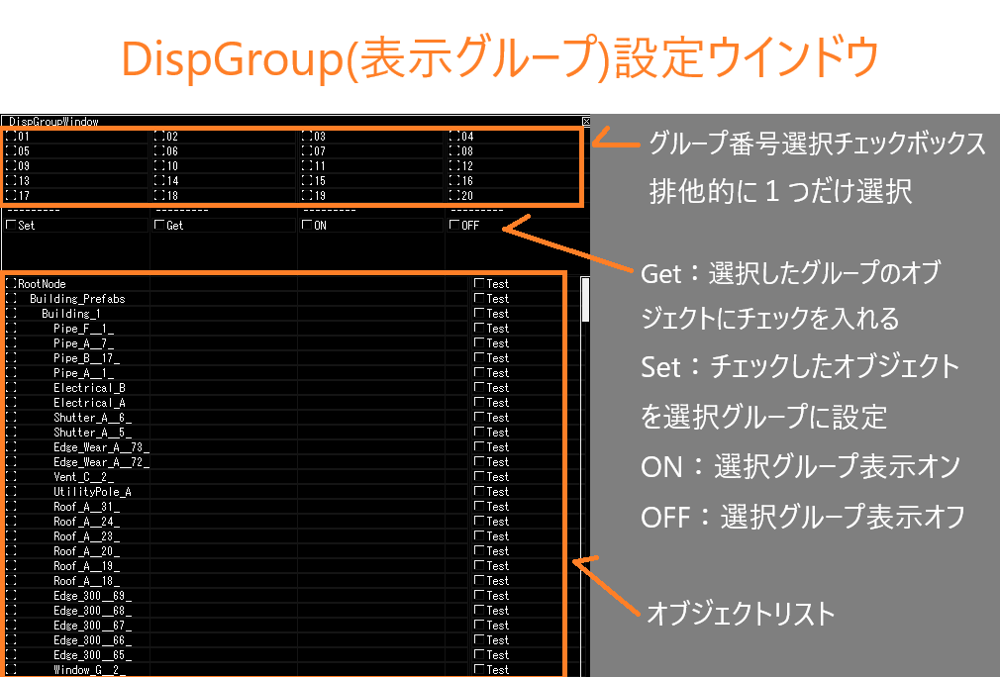 DispGroup(表示グループ)設定ウインドウ
DispGroupWindow
01 02 03 04
05 06 07 08
09 10 11 12
13 14 15 16
17 18 19 20
--------- --------- --------- ---------
Set Get ON OFF
RootNode Test
Building_Prefabs Test
Building_1 Test
Pipe_F__1_ Test
Pipe_A__7_ Test
Pipe_B__17_ Test
Pipe_A__1_ Test
Electrical_B Test
Electrical_A Test
Shutter_A__6_ Test
Shutter_A__5_ Test
Edge_Wear_A__73_ Test
Edge_Wear_A__72_ Test
Vent_C__2_ Test
UtilityPole_A Test
Roof_A__31_ Test
Roof_A__24_ Test
Roof_A__23_ Test
Roof_A__20_ Test
Roof_A__19_ Test
Roof_A__18_ Test
Edge_300__69_ Test
Edge_300__68_ Test
Edge_300__67_ Test
Edge_300__66_ Test
Edge_300__65_ Test
Window_G__2_ Test
グループ番号選択チェックボックス
排他的に１つだけ選択
Get：選択したグループのオブ
ジェクトにチェックを入れる
Set：チェックしたオブジェクト
を選択グループに設定
ON：選択グループ表示オン
OFF：選択グループ表示オフ
オブジェクトリスト